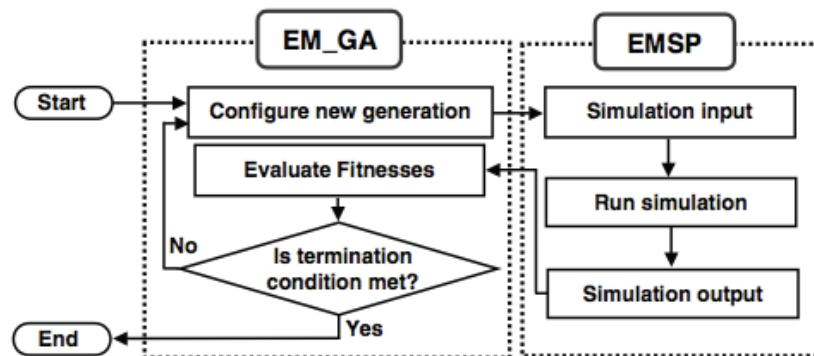 EM_GA
EMSP
Start
Configure new generation
Simulation input
Evaluate Fitnesses
Run simulation
No
Is termination
condition met?
Simulation output
Yes
End